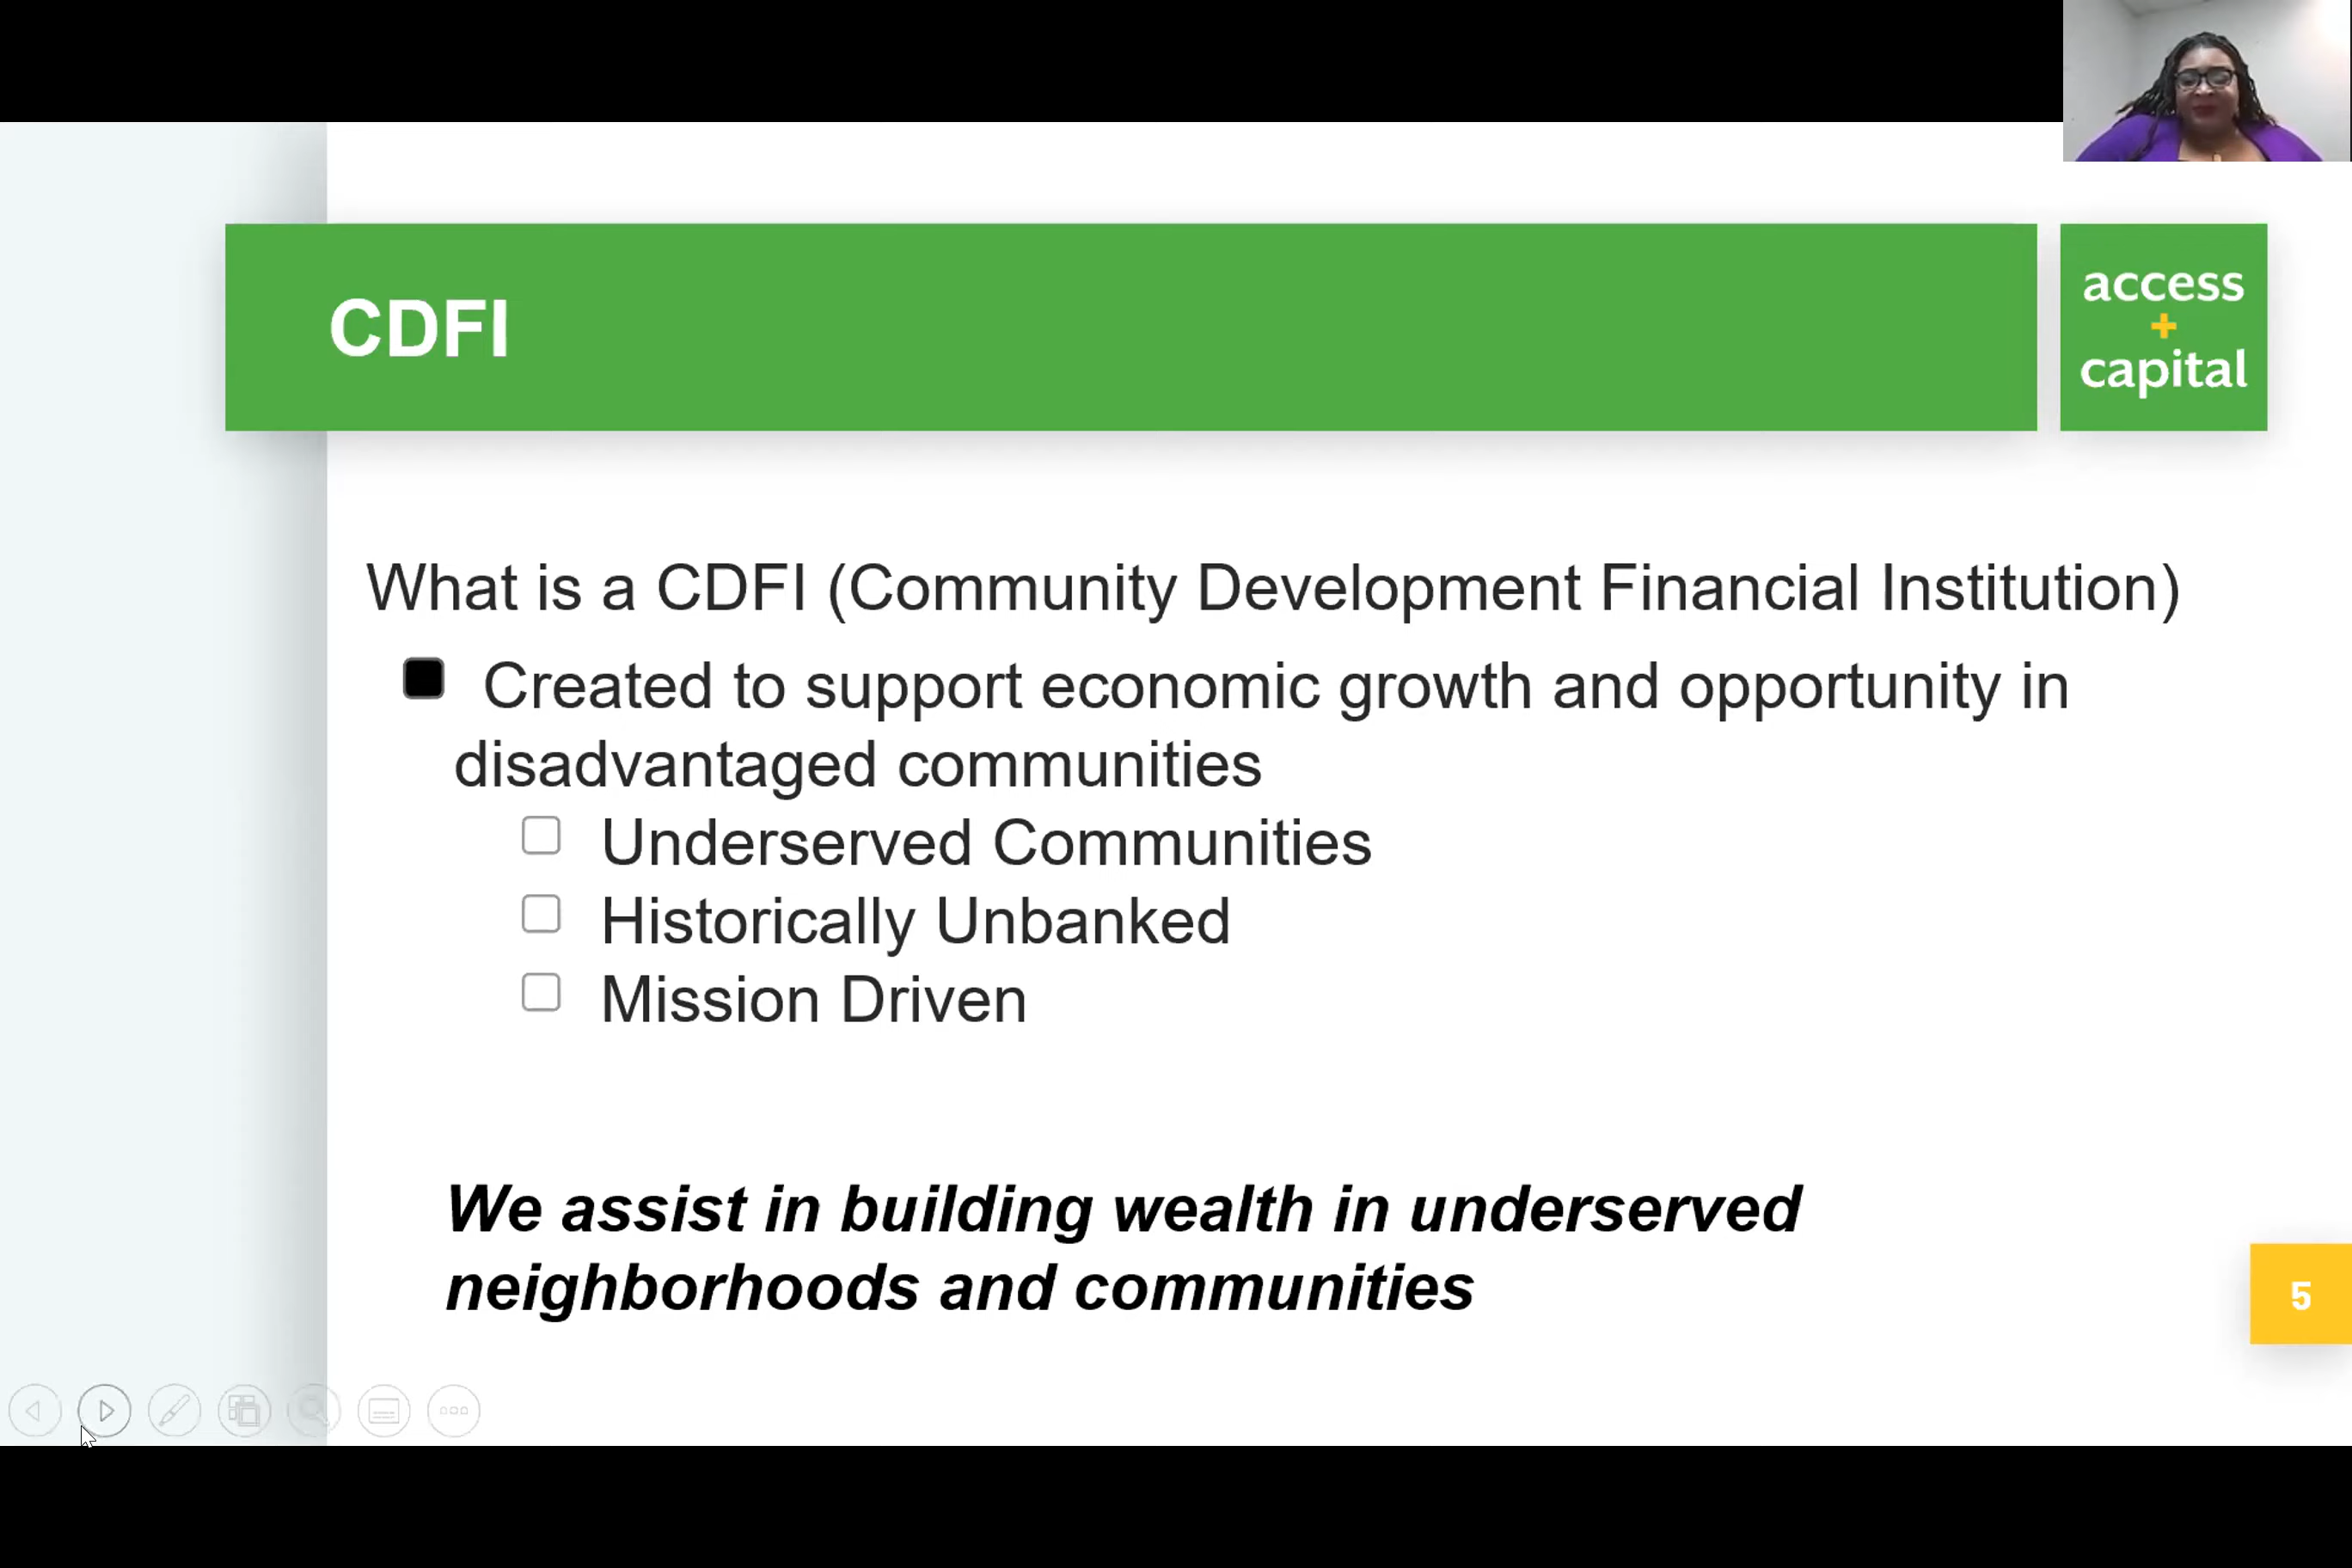 CDFI
access
+
capital
What is a CDFI (Community Development Financial Institution)
Created to support economic growth and opportunity in
disadvantaged communities
Underserved Communities
Historically Unbanked
Mission Driven
We assist in building wealth in underserved
neighborhoods and communities
5